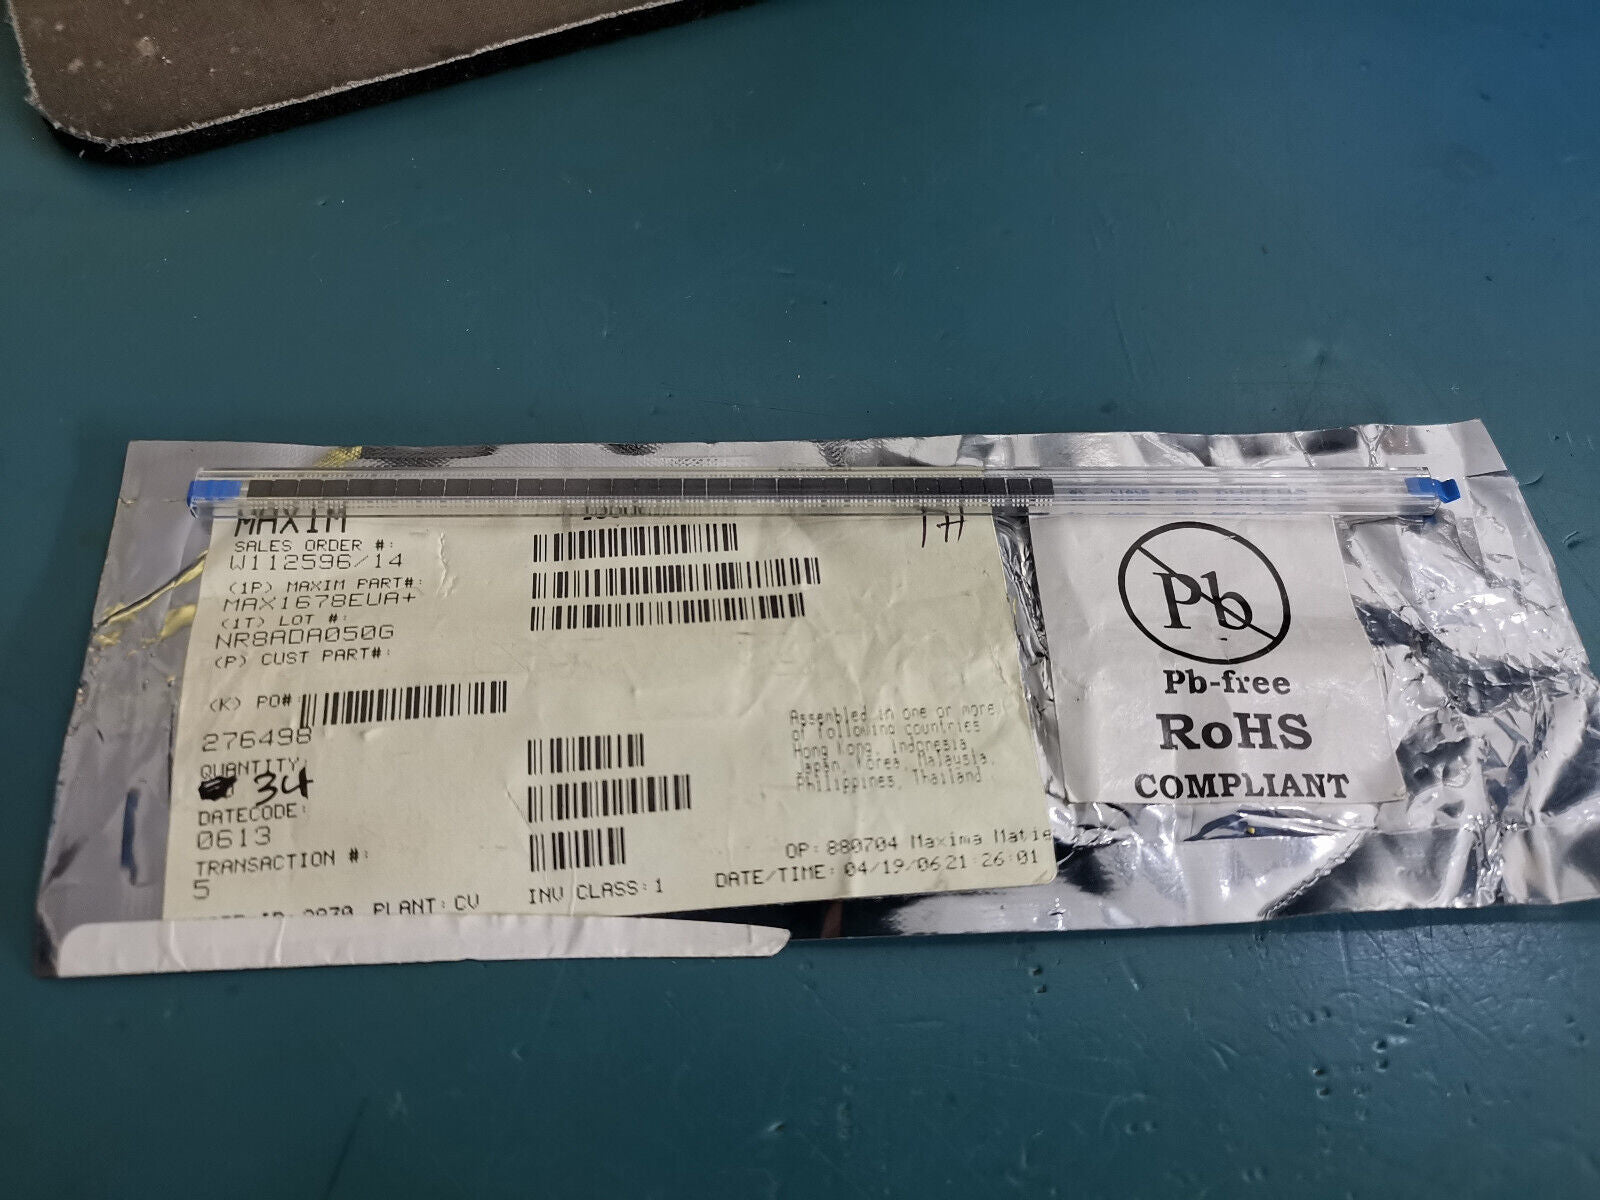 MAXIM
SALES ORDER #:
W112596/14
(1P) MAXIM PART#:
MAX1678EUA+
(1T) LOT #:
NR8ADA050G
(P) CUST PART#:
(K) PO#
276498
QUANTITY:
34
DATECODE:
0613
TRANSACTION #:
5
PLANT: CV
INV CLASS: 1
Assembled in one or more
of following countries
Hong Kong, Indonesia
Japan, Korea, Malaysia,
Philippines, Thailand
OP: 880704 Maxima Matie
DATE/TIME: 04/19/06 21:26:01
Pb
Pb-free
RoHS
COMPLIANT